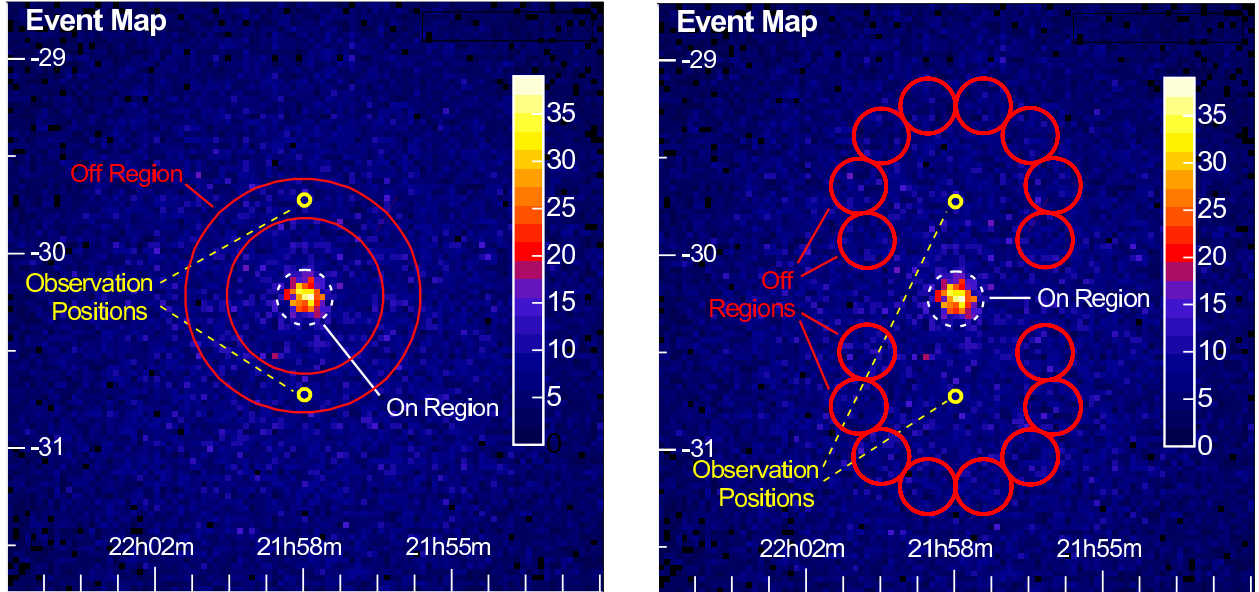 Event Map
-29
35
30
Off Region
25
-30
20
Observation
Positions
15
10
On Region
5
-31
0
22h02m 21h58m 21h55m
Event Map
-29
35
30
25
-30
20
Off
Regions
On Region
15
10
5
-31
0
Observation
Positions
22h02m 21h58m 21h55m